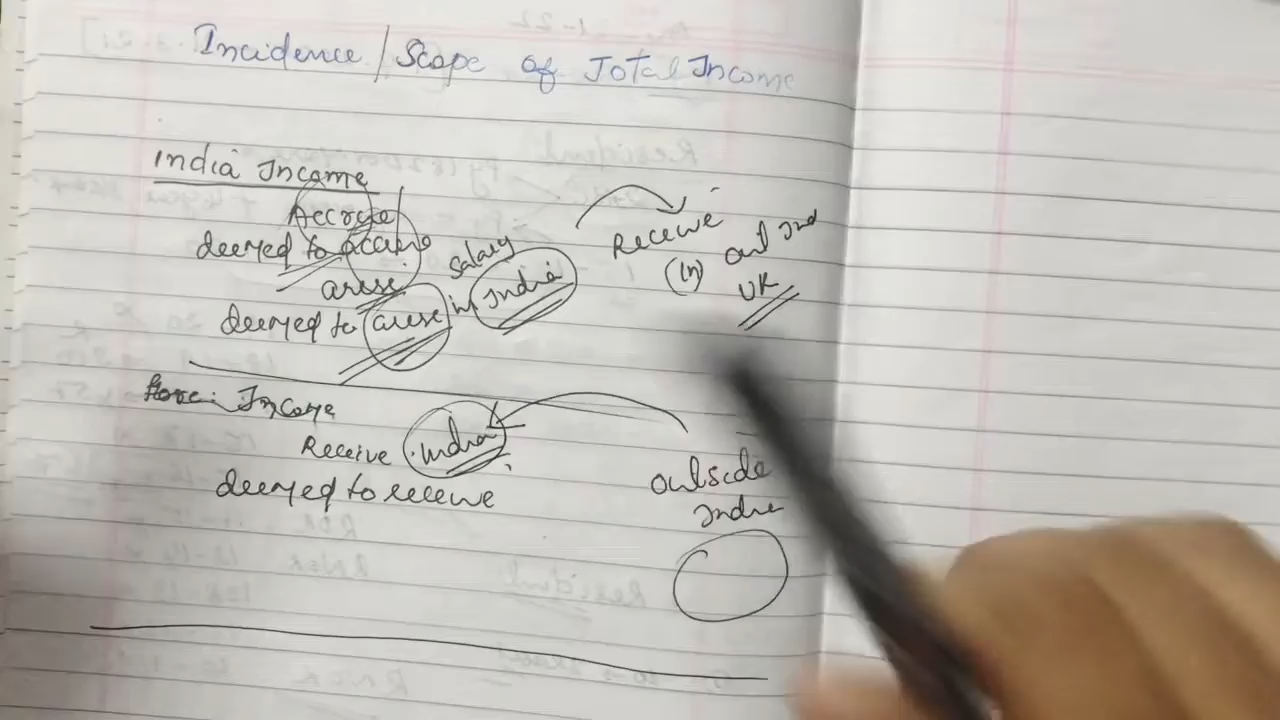 Incidence/Scope of Total Income
India Income
Accrue/
deemed to accrue
arise.
deemed to arise in India
salary
Receive
(in) out Ind
UK
Income
Receive India
deemed to receive
outside
India